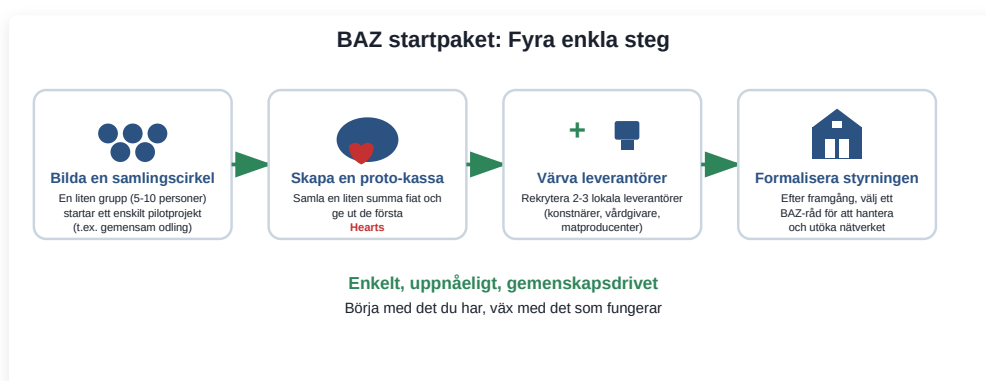 BAZ startpaket: Fyra enkla steg
Bilda en samlingscirkel
En liten grupp (5-10 personer)
startar ett enskilt pilotprojekt
(t.ex. gemensam odling)
Skapa en proto-kassa
Samla en liten summa fiat och
ge ut de första
Hearts
+
Värva leverantörer
Rekrytera 2-3 lokala leverantörer
(konstnärer, vårdgivare,
matproducenter)
Formalisera styrningen
Efter framgång, välj ett
BAZ-råd för att hantera
och utöka nätverket
Enkelt, uppnåeligt, gemenskapsdrivet
Börja med det du har, väx med det som fungerar